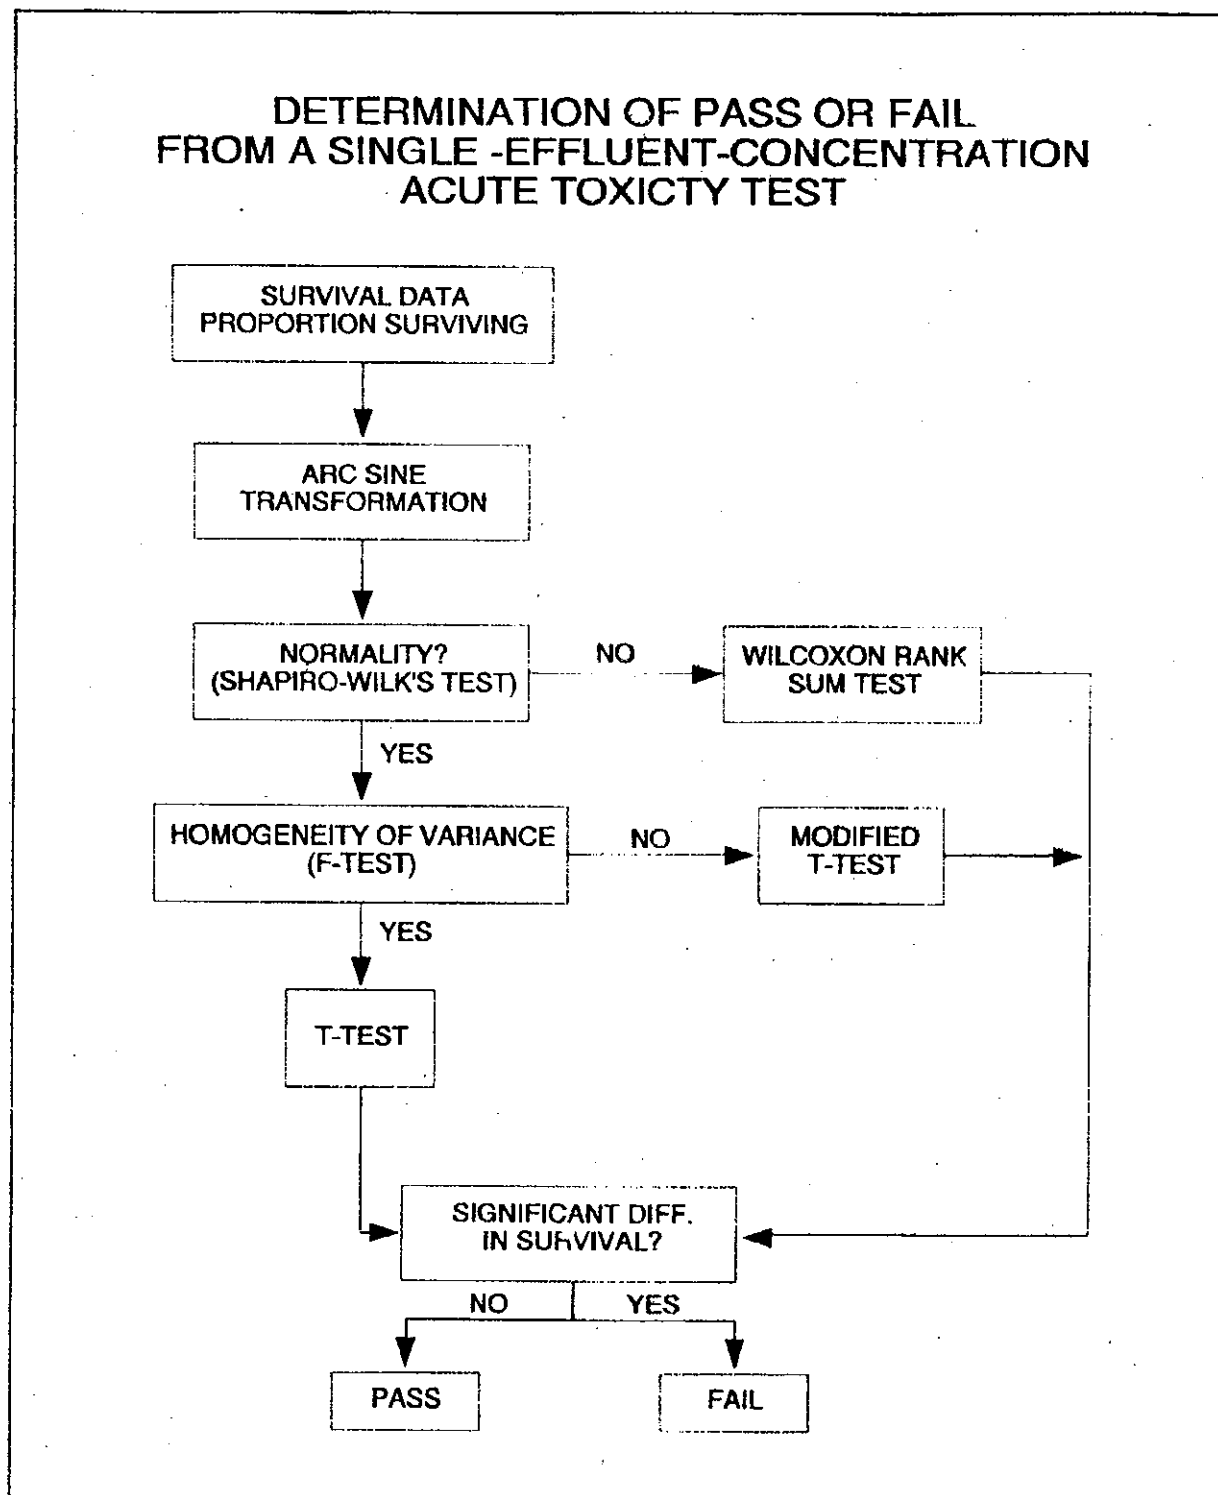 DETERMINATION OF PASS OR FAIL
FROM A SINGLE -EFFLUENT-CONCENTRATION
ACUTE TOXICTY TEST
SURVIVAL DATA
PROPORTION SURVIVING
ARC SINE
TRANSFORMATION
NORMALITY?
(SHAPIRO-WILK'S TEST)
NO
WILCOXON RANK
SUM TEST
YES
HOMOGENEITY OF VARIANCE
(F-TEST)
NO
MODIFIED
T-TEST
YES
T-TEST
SIGNIFICANT DIFF.
IN SURVIVAL?
NO
YES
PASS
FAIL